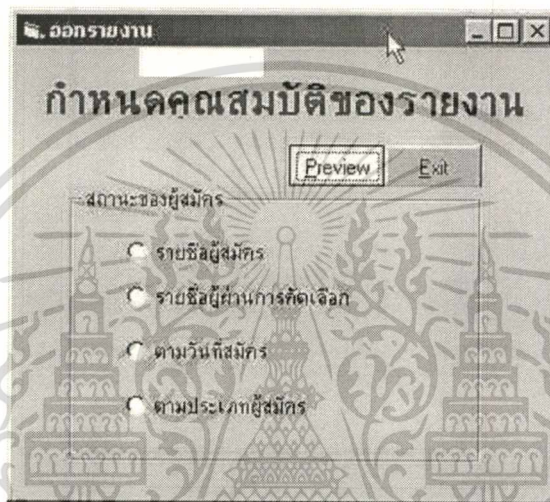 ออกรายงาน
กำหนดคุณสมบัติของรายงาน
Preview Exit
สถานะของผู้สมัคร
รายชื่อผู้สมัคร
รายชื่อผู้ผ่านการคัดเลือก
ตามวันที่สมัคร
ตามประเภทผู้สมัคร